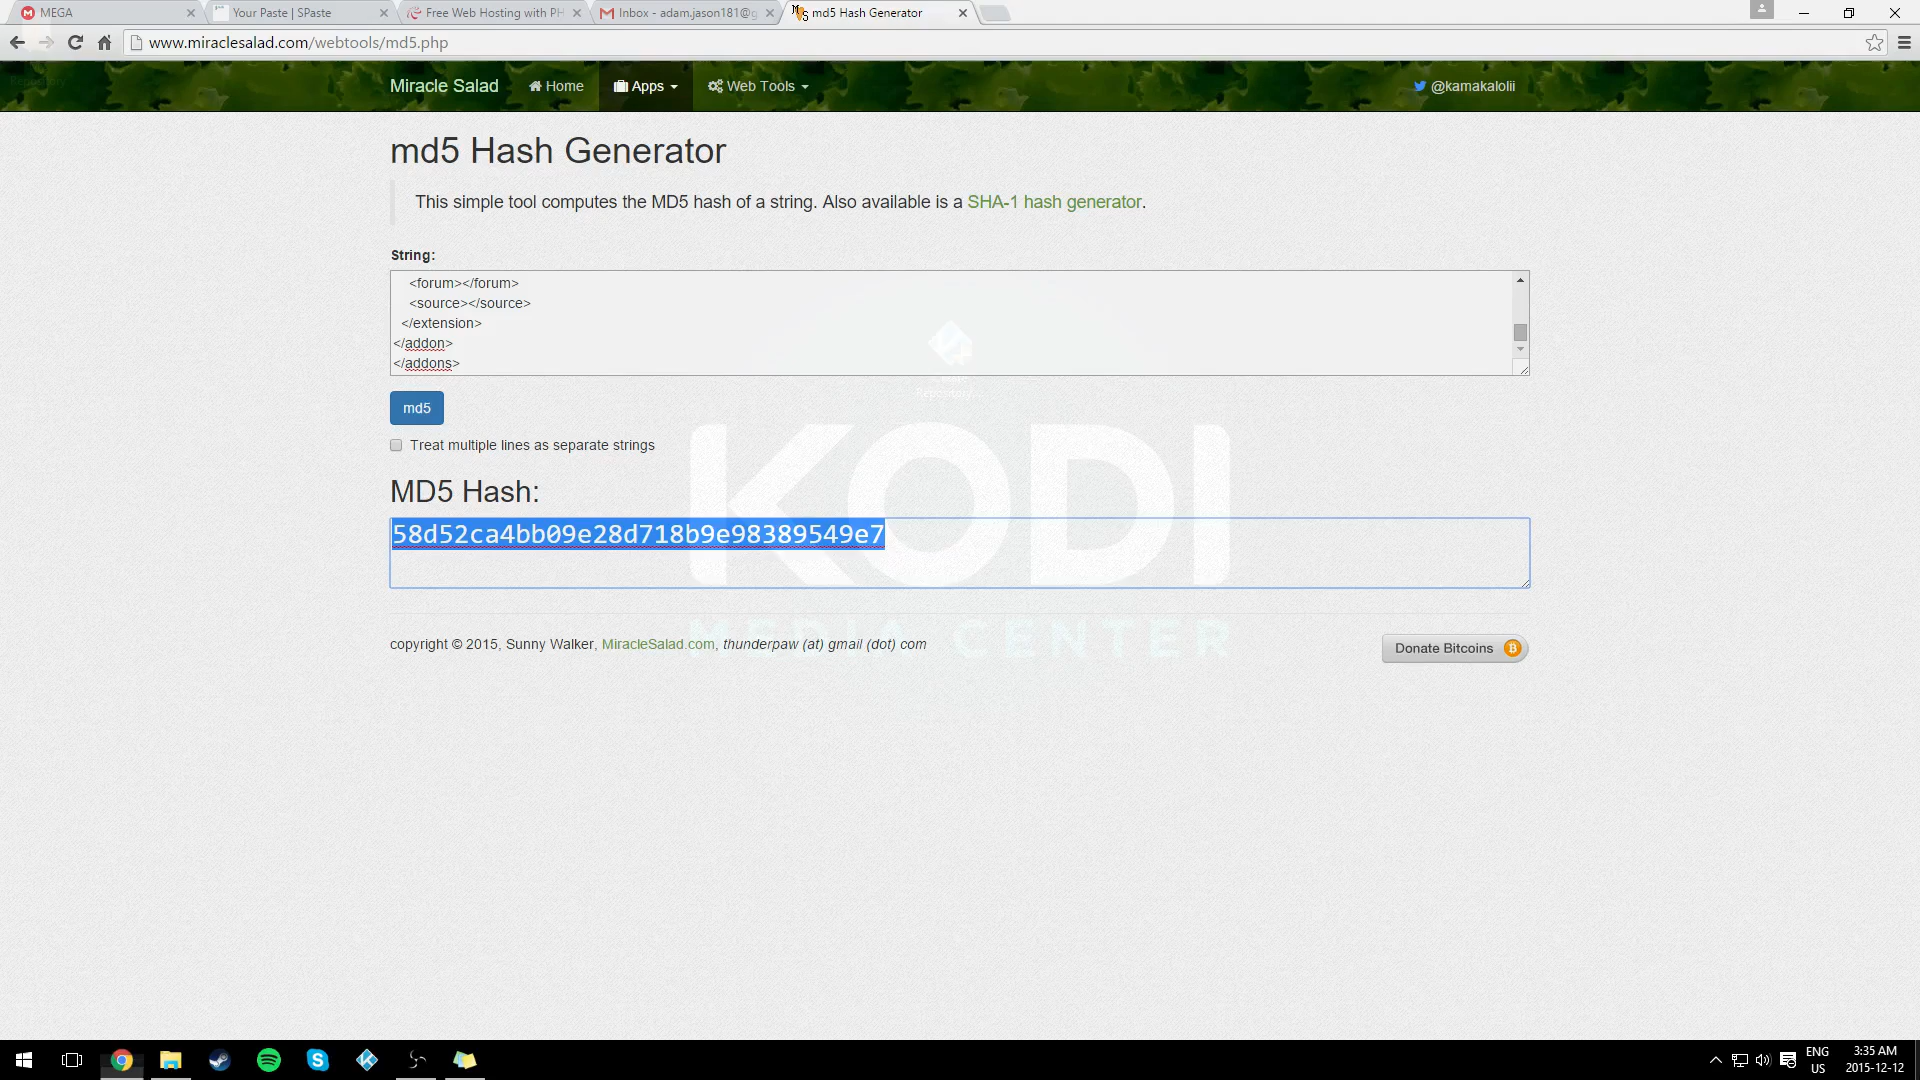 MEGA
Your Paste | SPaste
Free Web Hosting with PH
Inbox - adam.jason181@g
md5 Hash Generator
www.miraclesalad.com/webtools/md5.php
Repository
Miracle Salad
Home
Apps
Web Tools
@kamakalolii
md5 Hash Generator
This simple tool computes the MD5 hash of a string. Also available is a SHA-1 hash generator.
String:
<forum></forum>
<source></source>
</extension>
</addon>
</addons>
Repository
md5
Treat multiple lines as separate strings
MD5 Hash:
58d52ca4bb09e28d718b9e98389549e7
KODI
MEDIA CENTER
copyright © 2015, Sunny Walker, MiracleSalad.com, thunderpaw (at) gmail (dot) com
Donate Bitcoins
ENG
US
3:35 AM
2015-12-12